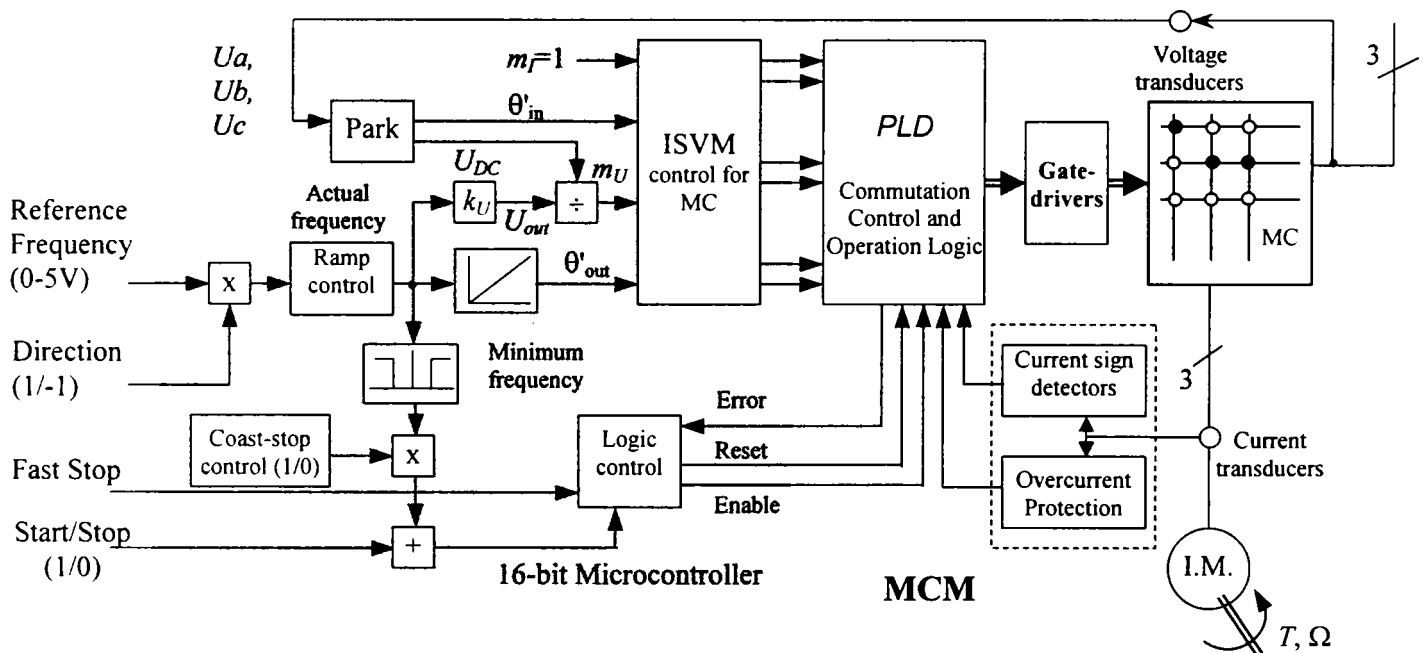 Ua,
Ub,
Uc
Park
θ'in
m_I=1
U_DC
m_U
k_U
U_out
÷
Actual
frequency
Reference
Frequency
(0-5V)
x
Ramp
control
θ'out
ISVM
control for
MC
PLD
Commutation
Control and
Operation Logic
Gate-
drivers
MC
Voltage
transducers
3
Direction
(1/-1)
Minimum
frequency
Coast-stop
control (1/0)
x
Fast Stop
Start/Stop
(1/0)
+
Logic
control
Error
Reset
Enable
16-bit Microcontroller
MCM
Current sign
detectors
Overcurrent
Protection
3
Current
transducers
I.M.
T, Ω